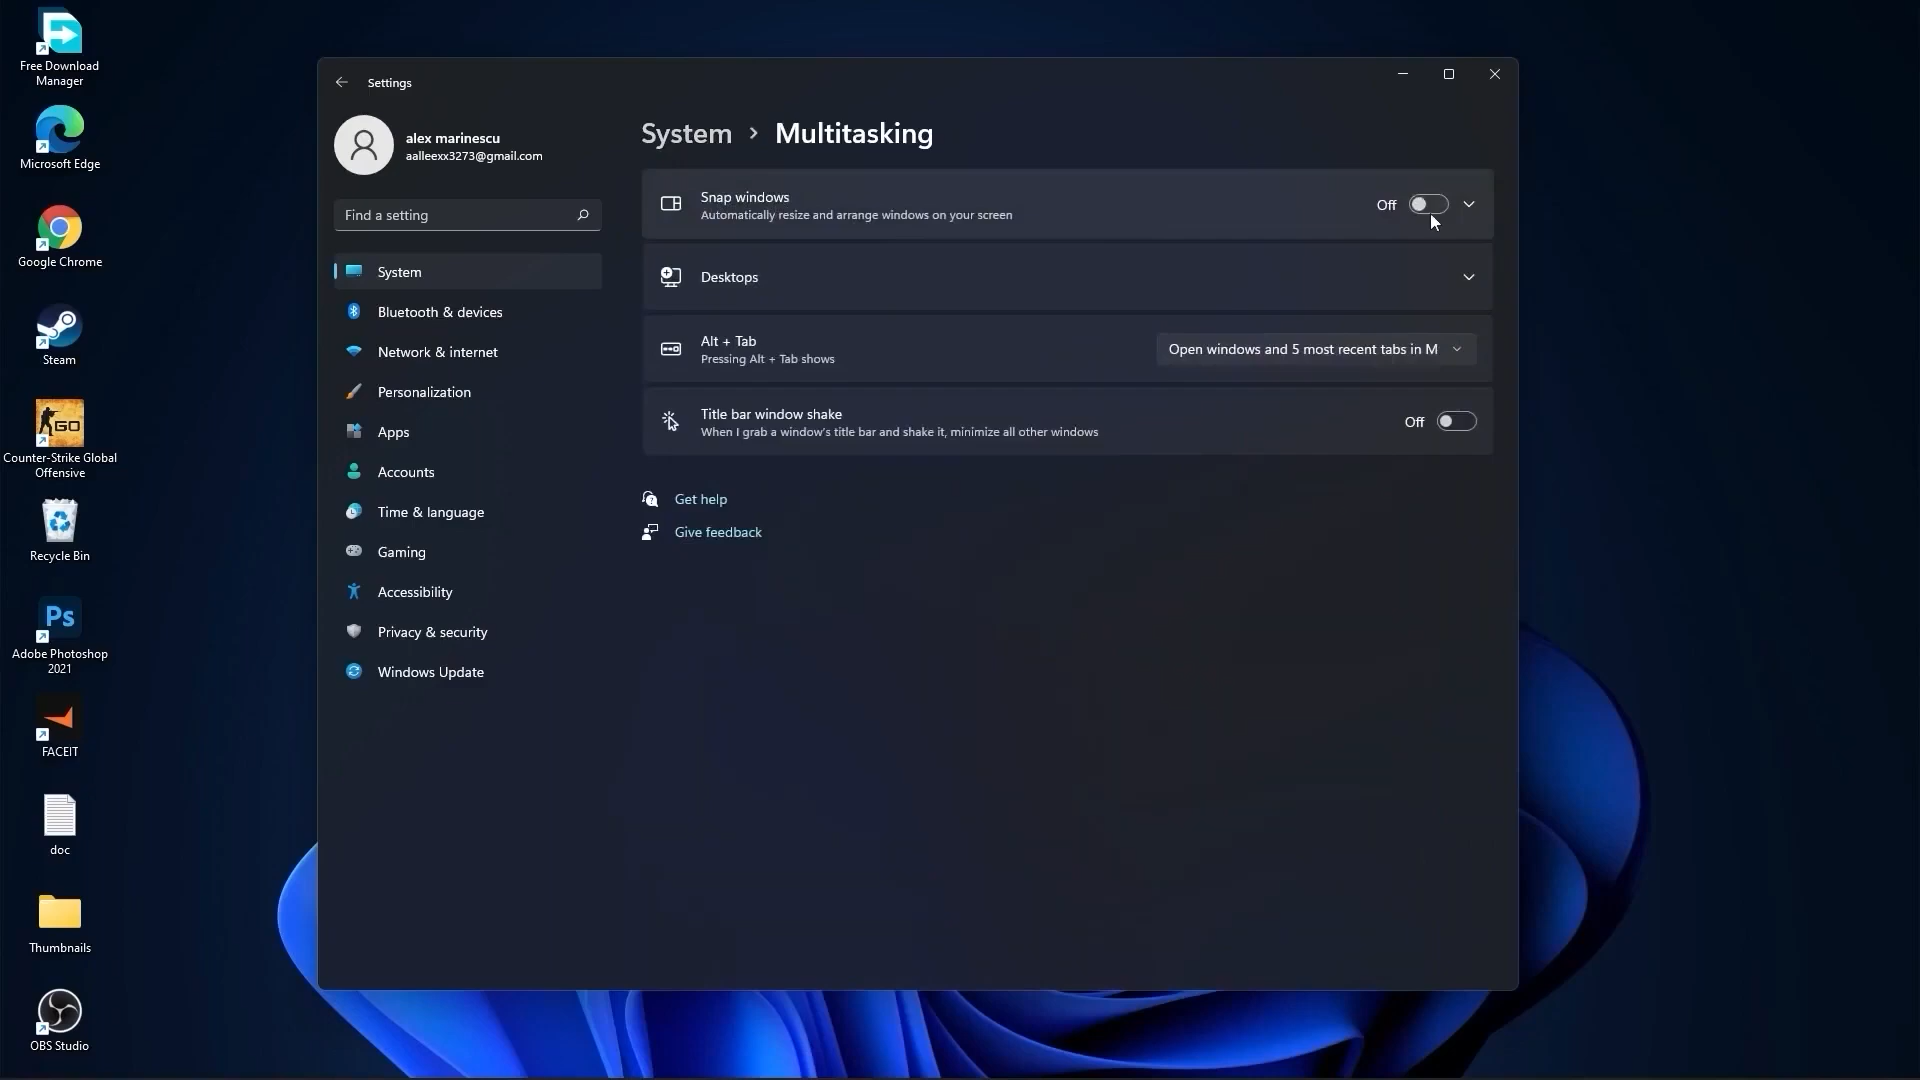 Free Download
Manager
Microsoft Edge
Google Chrome
Steam
GO
Counter-Strike Global
Offensive
Recycle Bin
Ps
Adobe Photoshop
2021
FACEIT
doc
Thumbnails
OBS Studio
Settings
alex marinescu
aalleexx3273@gmail.com
Find a setting
System
Bluetooth & devices
Network & internet
Personalization
Apps
Accounts
Time & language
Gaming
Accessibility
Privacy & security
Windows Update
System > Multitasking
Snap windows
Automatically resize and arrange windows on your screen
Off
Desktops
Alt + Tab
Pressing Alt + Tab shows
Open windows and 5 most recent tabs in M
Title bar window shake
When I grab a window's title bar and shake it, minimize all other windows
Off
Get help
Give feedback